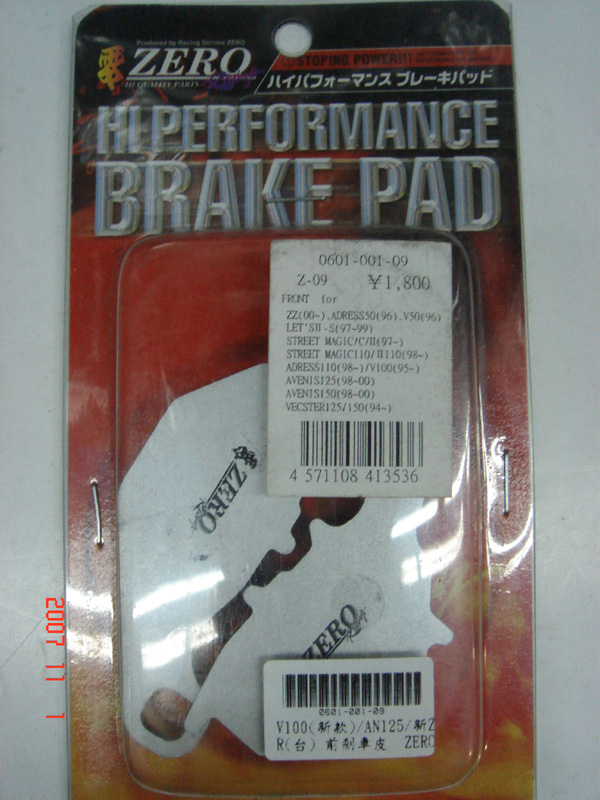 Produced by Racing Service ZERO
零 ZERO
HI QUALITY PARTS
STOPING POWER!!!
ハイパフォーマンス ブレーキパッド
HI PERFORMANCE
BRAKE PAD
0601-001-09
Z-09 ¥1,800
FRONT for
ZZ(00~),ADRESS50(96).V50(96)
LET'SⅡ-S(97~99)
STREET MAGIC/C/Ⅱ(97~)
STREET MAGIC110/Ⅱ110(98~)
ADRESS110(98~)/V100(95~)
AVENIS125(98~00)
AVENIS150(98~00)
VECSTER125/150(94~)
4 571108 413536
零 ZERO
ZERO
0601-001-09
V100(新款)/AN125/新Z
R(台) 前剎車皮 ZERO
2007 11 1